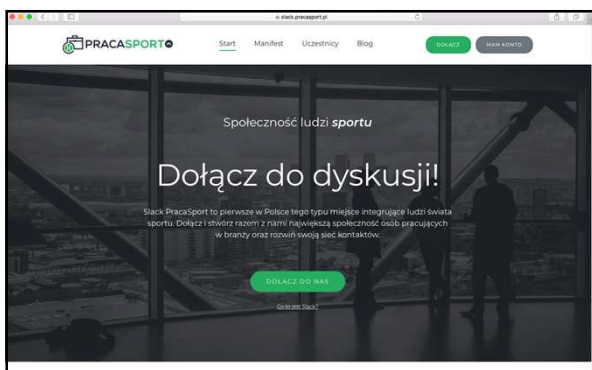 slack.pracasport.pl
PRACASPORT
Start Manifest Uczestnicy Blog DOŁĄCZ MAM KONTO
Społeczność ludzi sportu
Dołącz do dyskusji!
Slack PracaSport to pierwsze w Polsce tego typu miejsce integrujące ludzi świata
sportu. Dołącz i stwórz razem z nami największą społeczność osób pracujących
w branży oraz rozwiń swoją sieć kontaktów.
DOŁĄCZ DO NAS
Co to jest Slack?